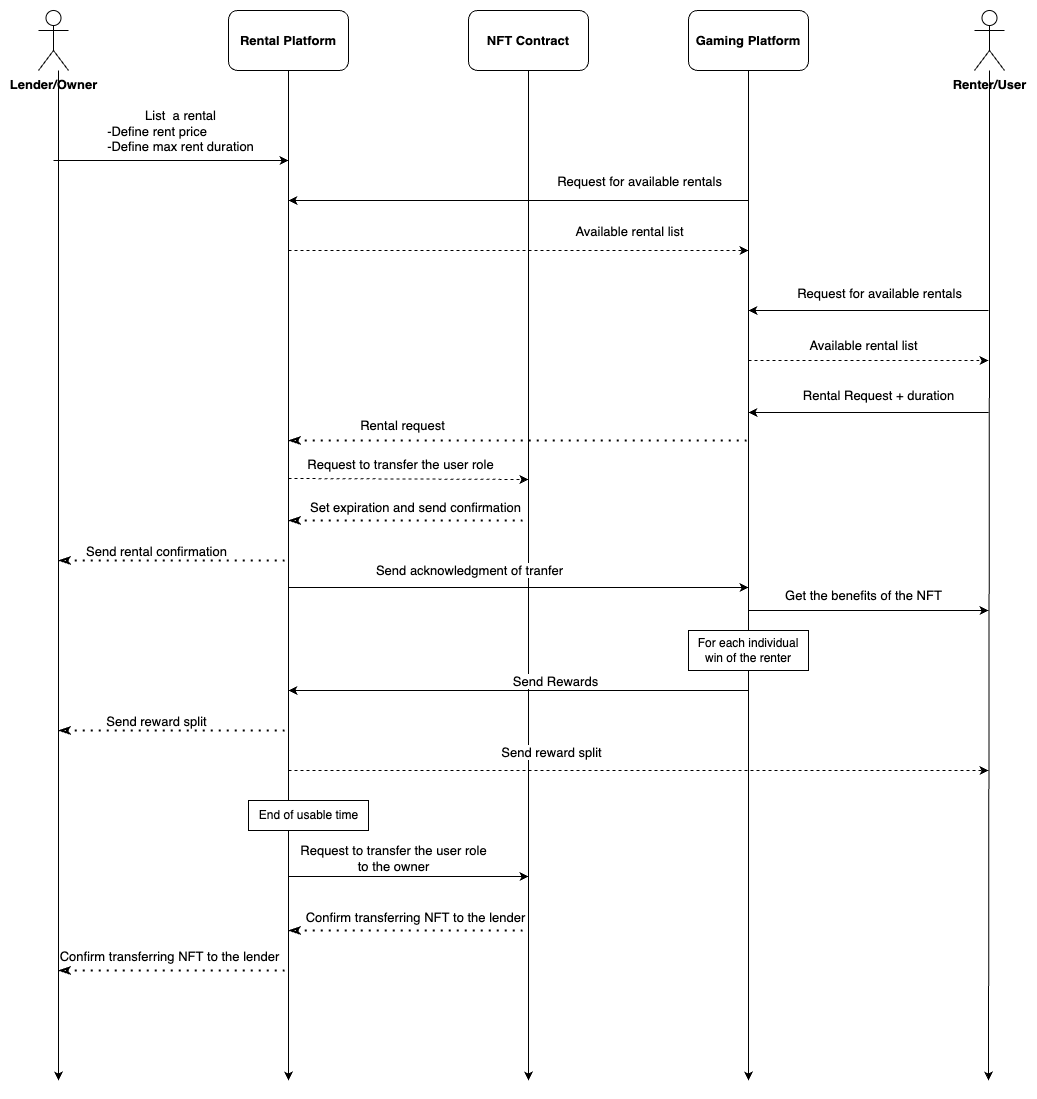 Rental Platform
NFT Contract
Gaming Platform
Lender/Owner
Renter/User
List a rental
-Define rent price
-Define max rent duration
Request for available rentals
Available rental list
Request for available rentals
Available rental list
Rental Request + duration
Rental request
Request to transfer the user role
Set expiration and send confirmation
Send rental confirmation
Send acknowledgment of tranfer
Get the benefits of the NFT
For each individual
win of the renter
Send Rewards
Send reward split
Send reward split
End of usable time
Request to transfer the user role
to the owner
Confirm transferring NFT to the lender
Confirm transferring NFT to the lender